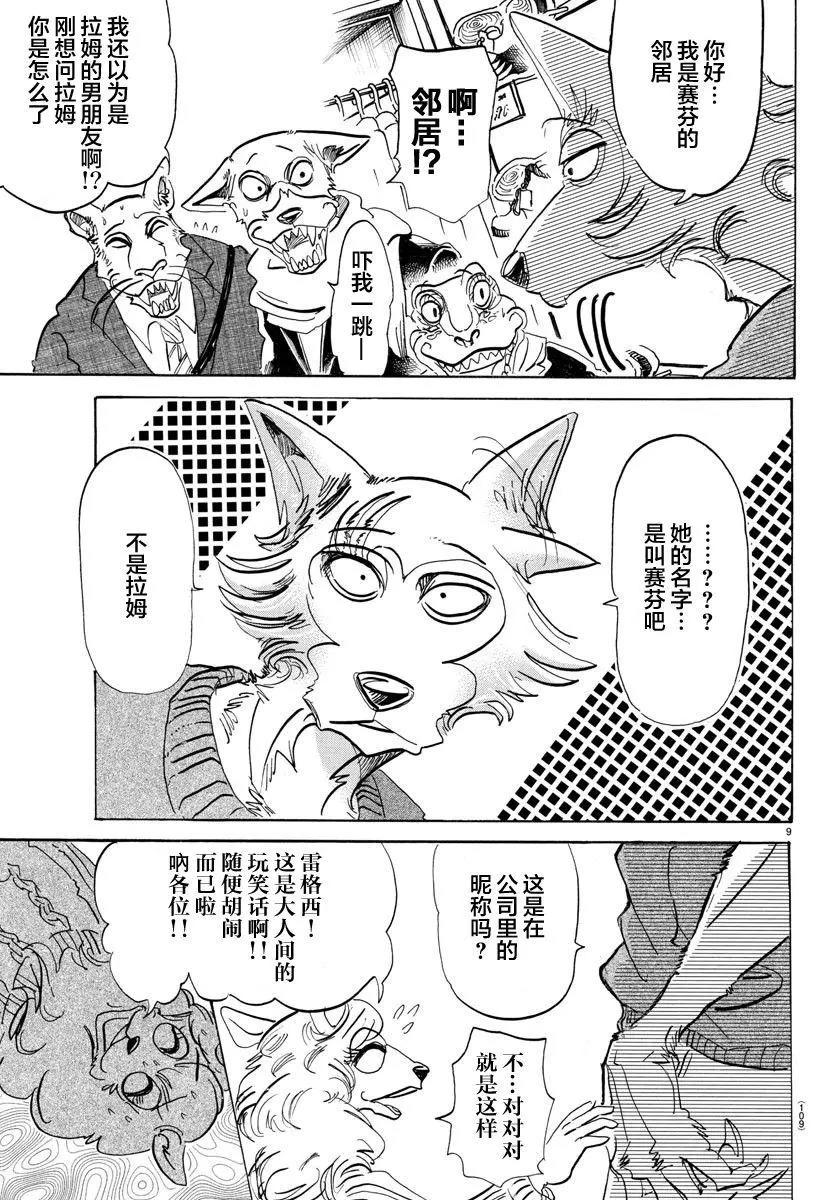 你好…
我是赛芬的
邻居
啊…
邻居!?
我还以为是
拉姆的男朋友啊!?
刚想问拉姆
你是怎么了
吓我一跳—
……???
她的名字…
是叫赛芬吧
不是拉姆
9
这是在
公司里的
昵称吗?
不…对对对
就是这样
雷格西!
这是大人间的
玩笑话啊!!
随便胡闹
而已啦
呐各位!!
(109)